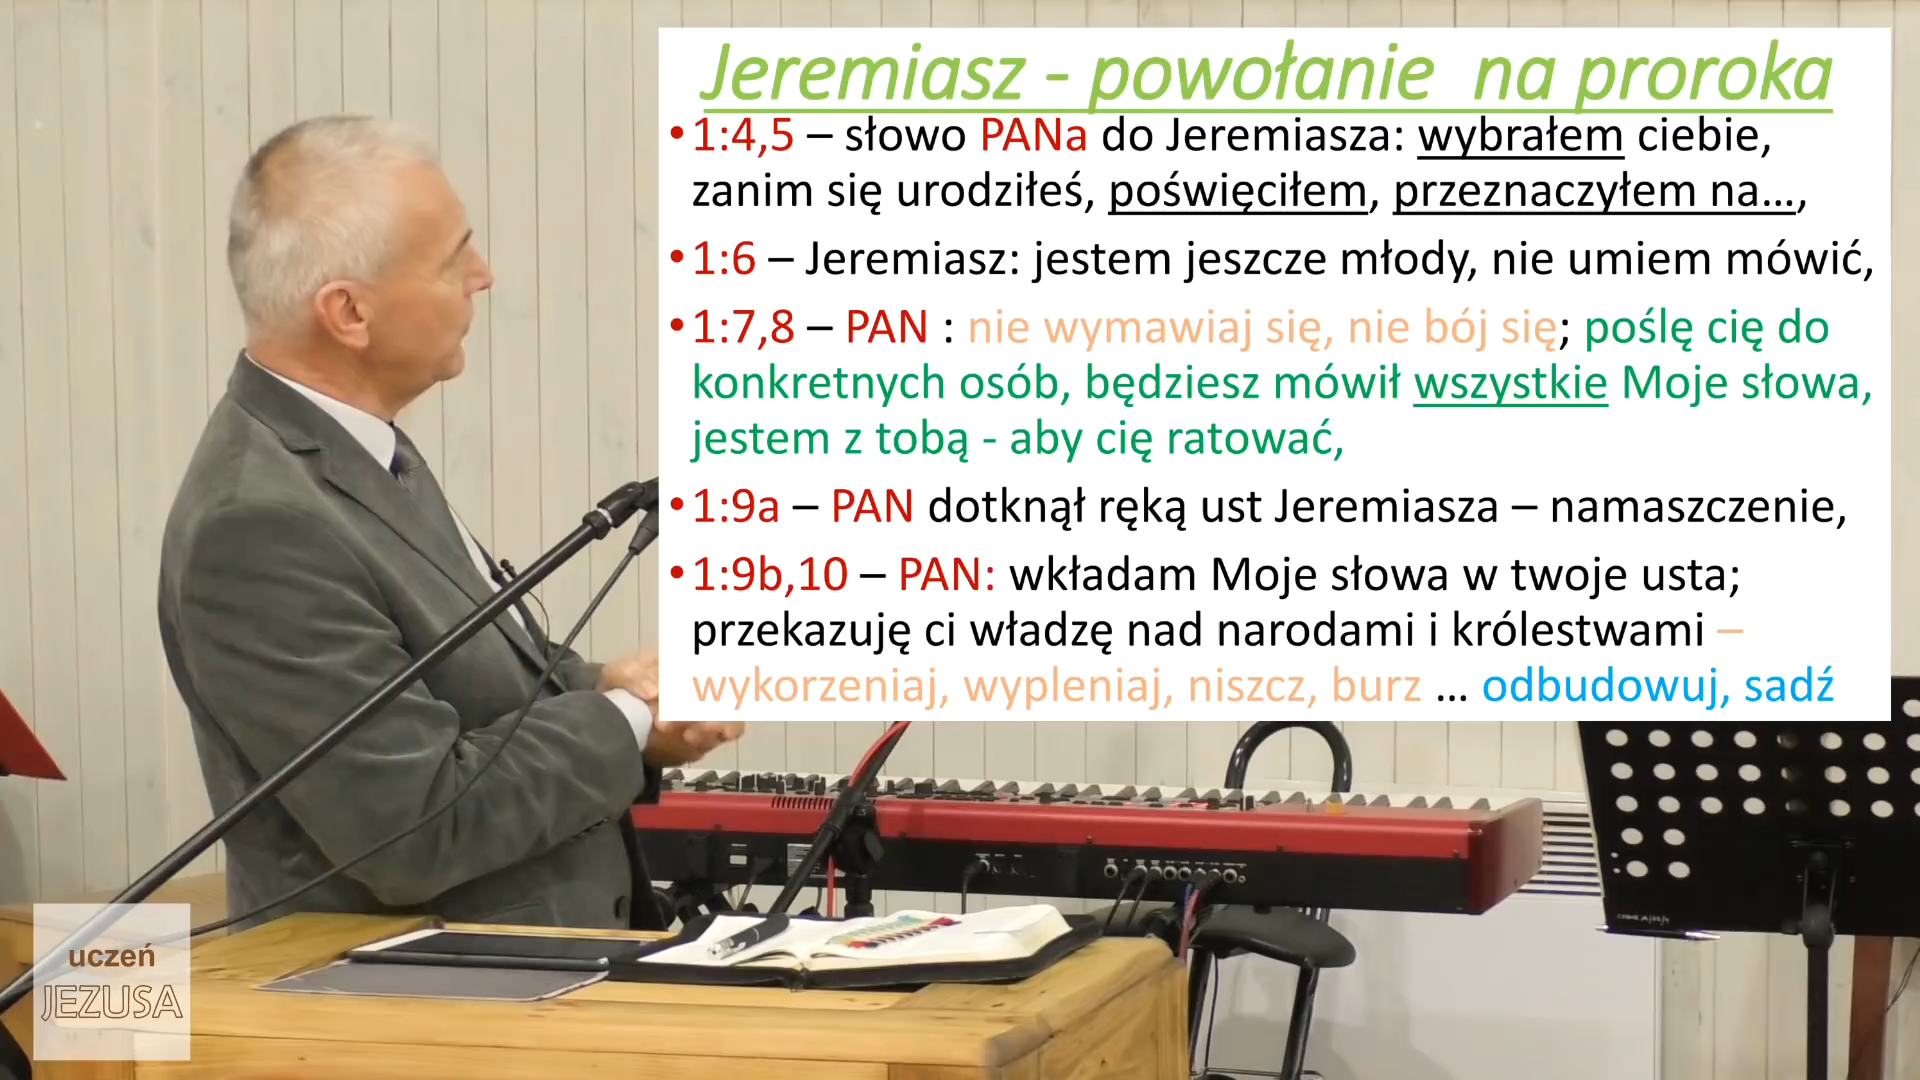 Jeremiasz - powołanie na proroka
• 1:4,5 – słowo PANa do Jeremiasza: wybrałem ciebie,
zanim się urodziłeś, poświęciłem, przeznaczyłem na...,
• 1:6 – Jeremiasz: jestem jeszcze młody, nie umiem mówić,
• 1:7,8 – PAN : nie wymawiaj się, nie bój się; poślę cię do
konkretnych osób, będziesz mówił wszystkie Moje słowa,
jestem z tobą - aby cię ratować,
• 1:9a – PAN dotknął ręką ust Jeremiasza – namaszczenie,
• 1:9b,10 – PAN: wkładam Moje słowa w twoje usta;
przekazuję ci władzę nad narodami i królestwami –
wykorzeniaj, wypleniaj, niszcz, burz ... odbudowuj, sadź
uczeń
JEZUSA